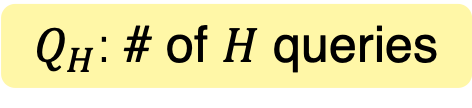 Q_H: # of H queries